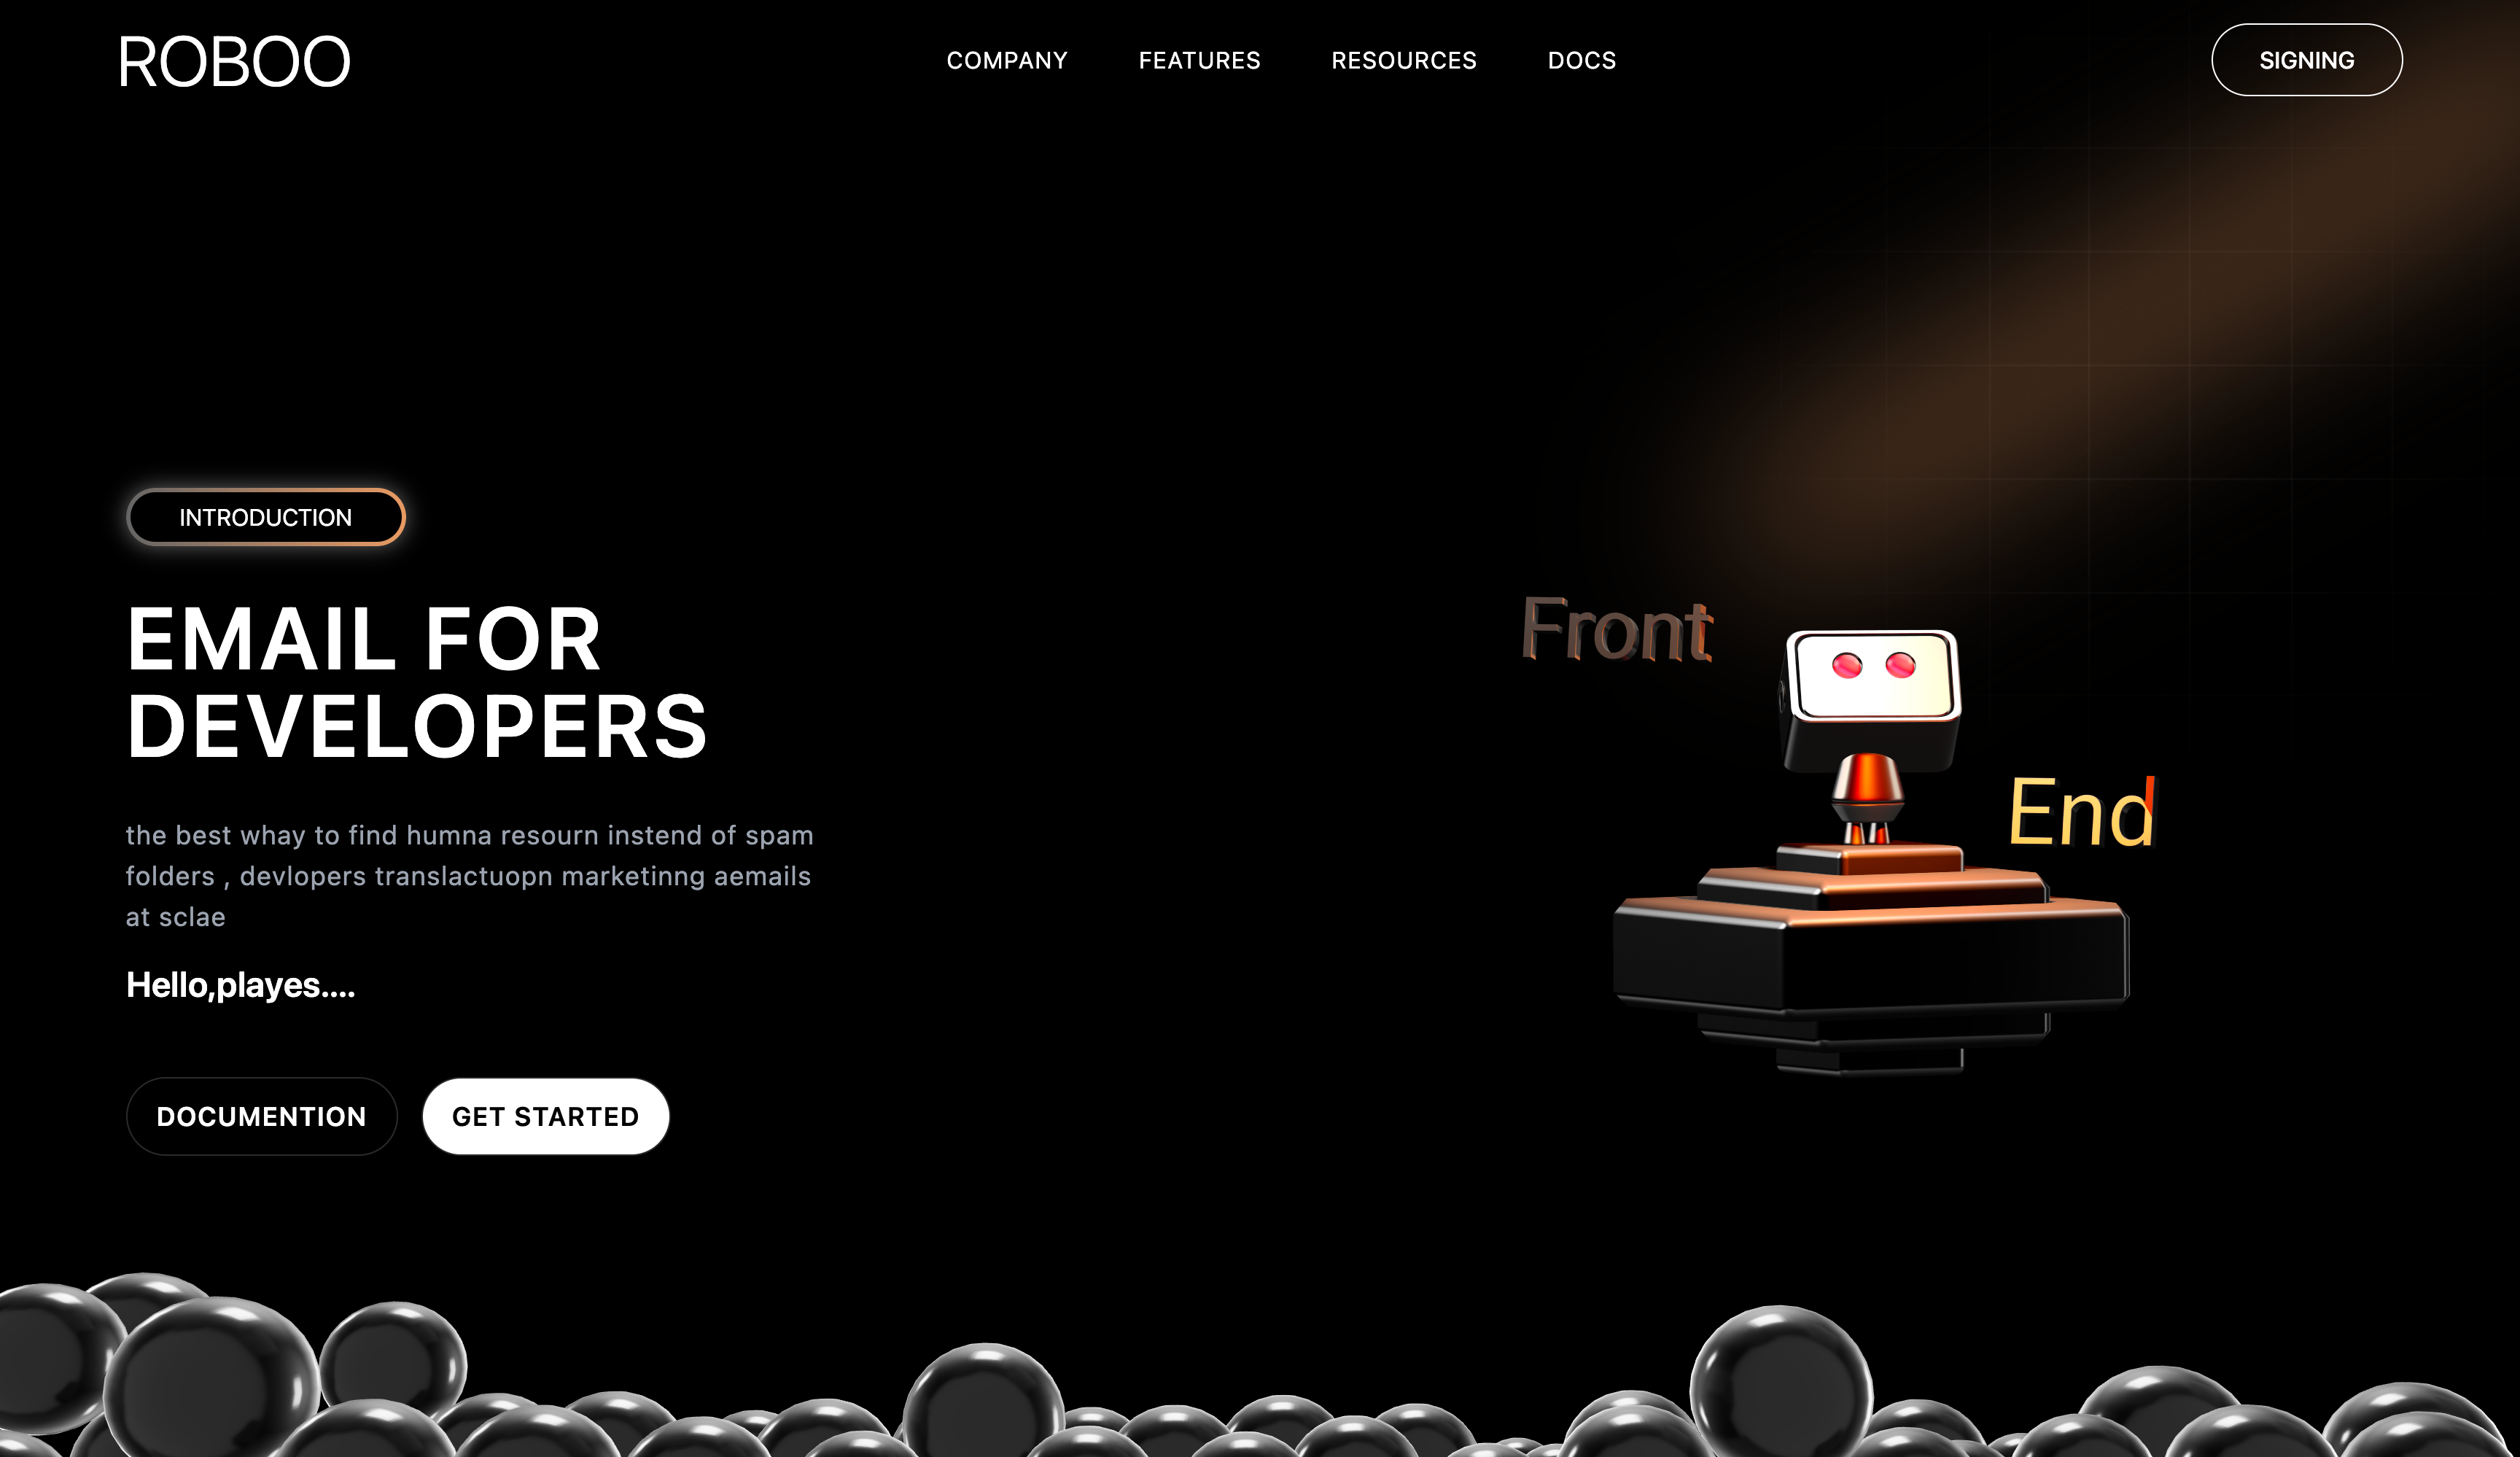 ROBOO
COMPANY FEATURES RESOURCES DOCS
SIGNING
INTRODUCTION
EMAIL FOR
DEVELOPERS
the best whay to find humna resourn instend of spam
folders , devlopers translactuopn marketinng aemails
at sclae
Hello,playes....
DOCUMENTION GET STARTED
Front
End